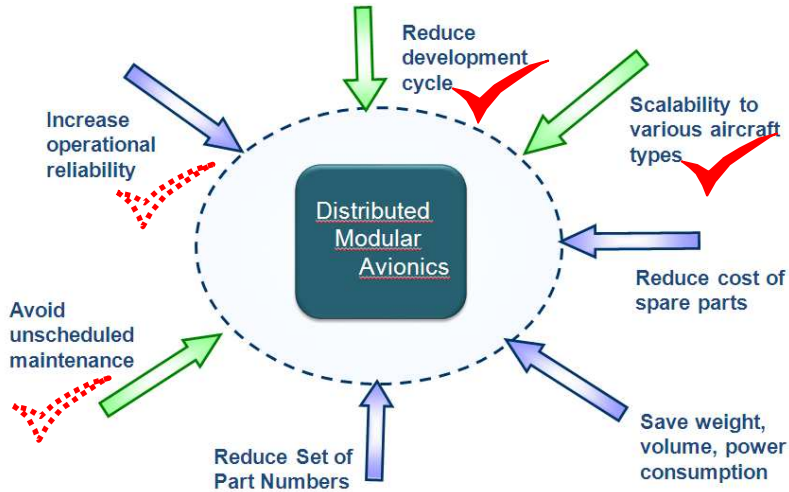 Reduce
development
cycle
Scalability to
various aircraft
types
Increase
operational
reliability
Distributed
Modular
Avionics
Reduce cost of
spare parts
Avoid
unscheduled
maintenance
Save weight,
volume, power
consumption
Reduce Set of
Part Numbers